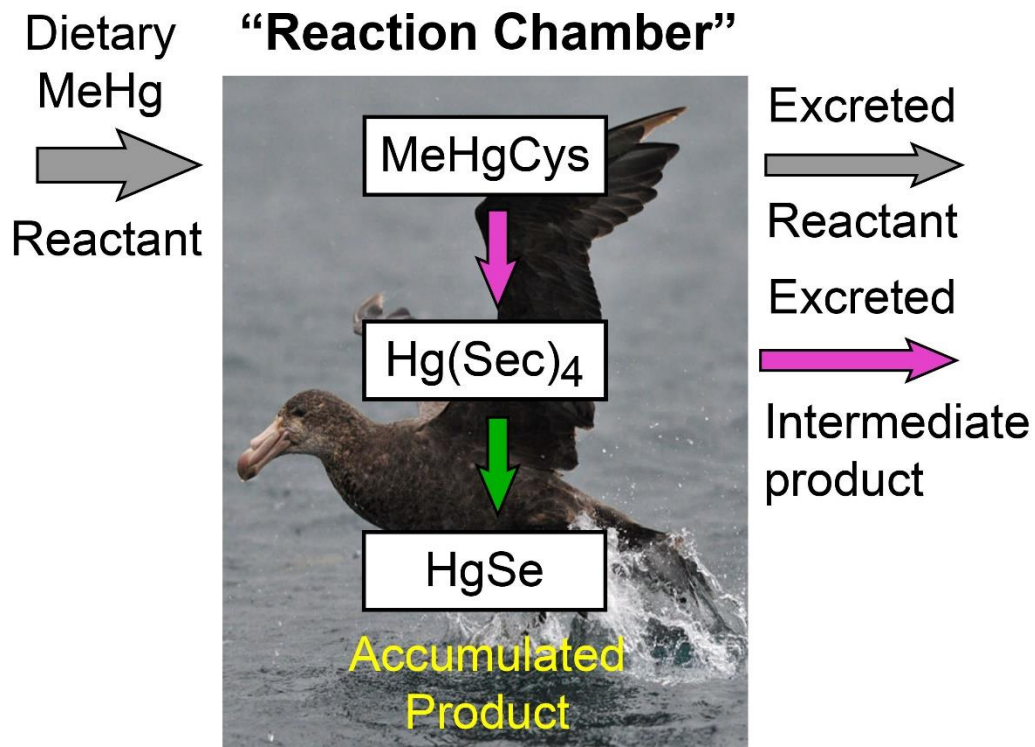 Dietary
MeHg
Reactant
“Reaction Chamber”
MeHgCys
Hg(Sec)4
HgSe
Accumulated
Product
Excreted
Reactant
Excreted
Intermediate
product